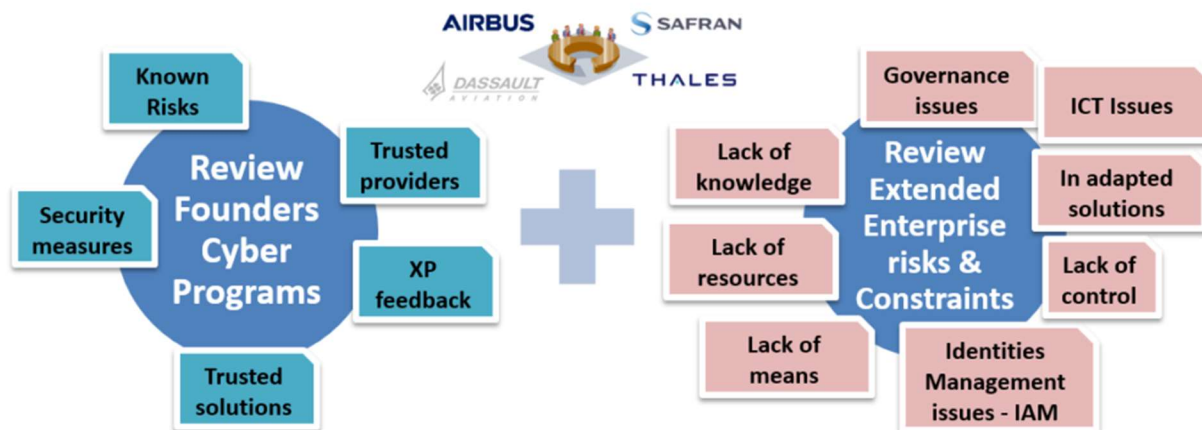 AIRBUS
SAFRAN
DASSAULT
AVIATION
THALES
Known
Risks
Review
Founders
Cyber
Programs
Trusted
providers
Security
measures
XP
feedback
Trusted
solutions
Governance
issues
ICT Issues
Lack of
knowledge
Review
Extended
Enterprise
risks &
Constraints
In adapted
solutions
Lack of
resources
Lack of
control
Lack of
means
Identities
Management
issues - IAM